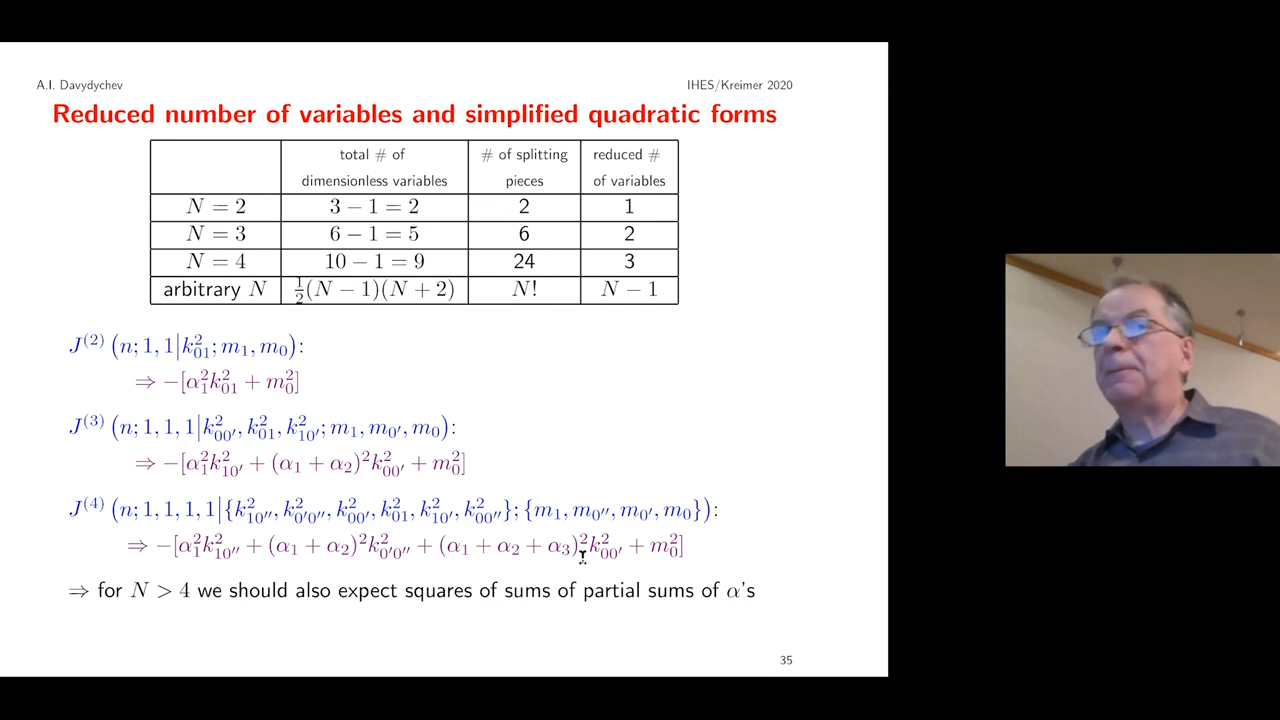 A.I. Davydychev IHES/Kreimer 2020
Reduced number of variables and simplified quadratic forms
total # of dimensionless variables # of splitting pieces reduced # of variables
N = 2 3 − 1 = 2 2 1
N = 3 6 − 1 = 5 6 2
N = 4 10 − 1 = 9 24 3
arbitrary N ½(N − 1)(N + 2) N! N − 1
J⁽²⁾ (n; 1, 1|k²₀₁; m₁, m₀):
⇒ −[α₁²k²₀₁ + m₀²]
J⁽³⁾ (n; 1, 1, 1|k²₀₀′, k²₀₁, k²₁₀′; m₁, m₀′, m₀):
⇒ −[α₁²k²₁₀′ + (α₁ + α₂)²k²₀₀′ + m₀²]
J⁽⁴⁾ (n; 1, 1, 1, 1|{k²₁₀″, k²₀′₀″, k²₀₀′, k²₀₁, k²₁₀′, k²₀₀″}; {m₁, m₀″, m₀′, m₀}):
⇒ −[α₁²k²₁₀″ + (α₁ + α₂)²k²₀′₀″ + (α₁ + α₂ + α₃)²k²₀₀′ + m₀²]
⇒ for N > 4 we should also expect squares of sums of partial sums of α's
35